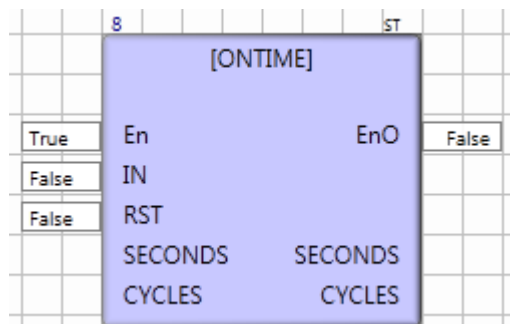 8 ST
[ONTIME]
True En EnO False
False IN
False RST
SECONDS SECONDS
CYCLES CYCLES